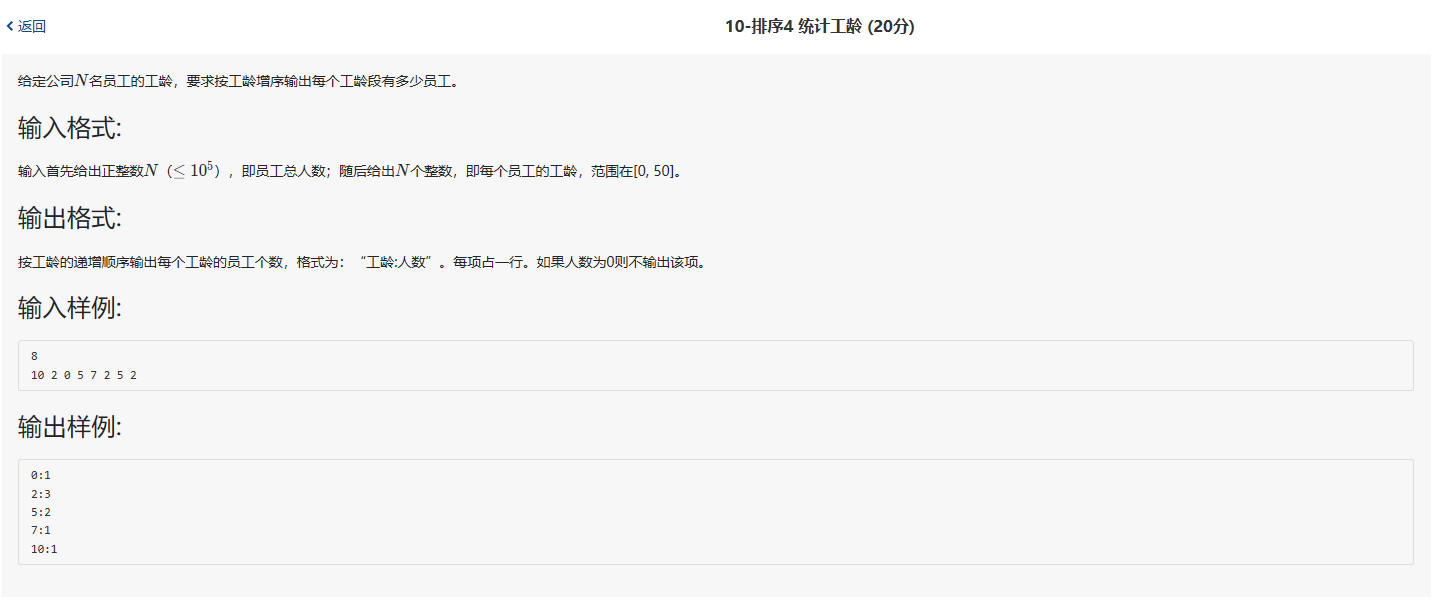 返回
10-排序4 统计工龄 (20分)
给定公司N名员工的工龄，要求按工龄增序输出每个工龄段有多少员工。
输入格式:
输入首先给出正整数N（≤10⁵），即员工总人数；随后给出N个整数，即每个员工的工龄，范围在[0, 50]。
输出格式:
按工龄的递增顺序输出每个工龄的员工个数，格式为：“工龄:人数”。每项占一行。如果人数为0则不输出该项。
输入样例:
8
10 2 0 5 7 2 5 2
输出样例:
0:1
2:3
5:2
7:1
10:1